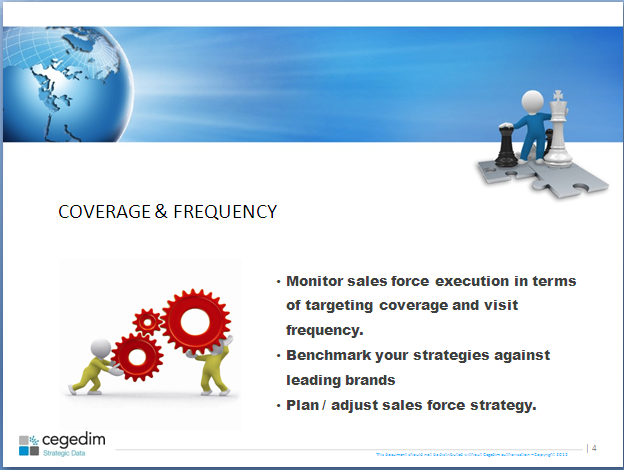 COVERAGE & FREQUENCY
• Monitor sales force execution in terms
of targeting coverage and visit
frequency.
• Benchmark your strategies against
leading brands
• Plan / adjust sales force strategy.
cegedim
Strategic Data
| 4